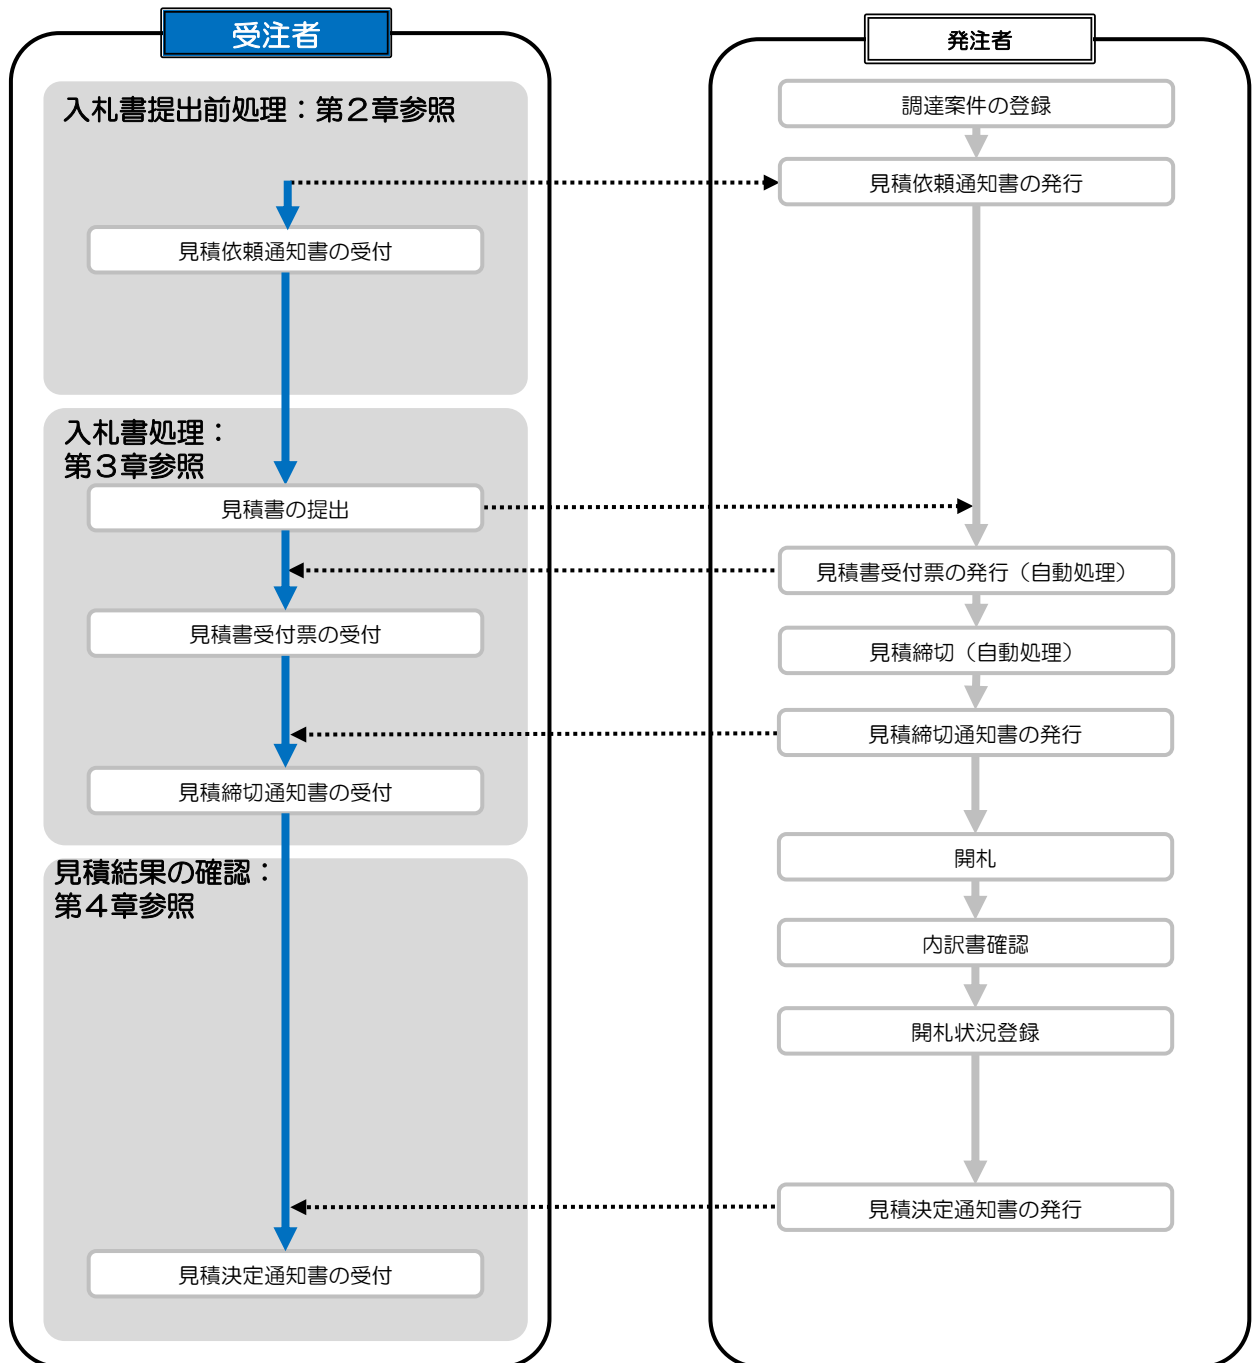 受注者
入札書提出前処理：第２章参照
見積依頼通知書の受付
入札書処理：
第３章参照
見積書の提出
見積書受付票の受付
見積締切通知書の受付
見積結果の確認：
第４章参照
見積決定通知書の受付
発注者
調達案件の登録
見積依頼通知書の発行
見積書受付票の発行（自動処理）
見積締切（自動処理）
見積締切通知書の発行
開札
内訳書確認
開札状況登録
見積決定通知書の発行